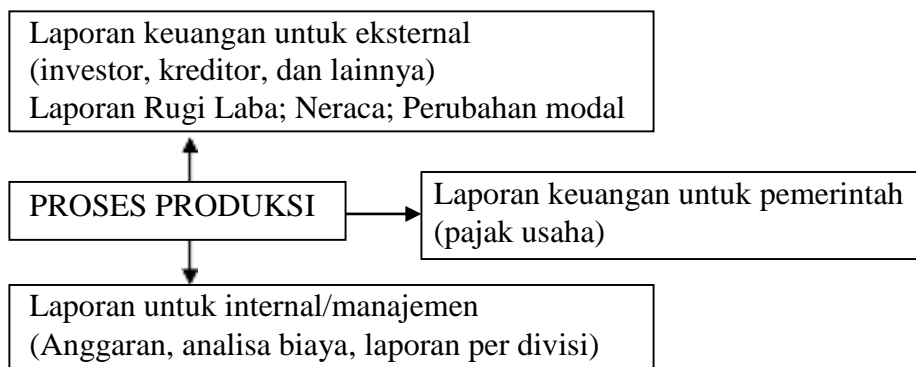 Laporan keuangan untuk eksternal
(investor, kreditor, dan lainnya)
Laporan Rugi Laba; Neraca; Perubahan modal
PROSES PRODUKSI
Laporan keuangan untuk pemerintah
(pajak usaha)
Laporan untuk internal/manajemen
(Anggaran, analisa biaya, laporan per divisi)